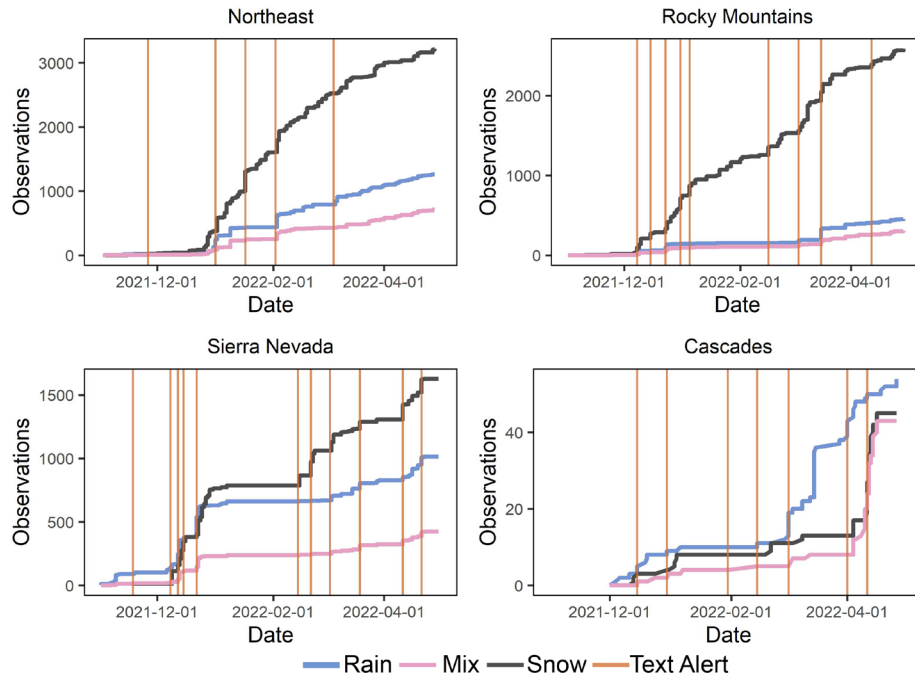 Northeast
Observations
3000
2000
1000
0
2021-12-01 2022-02-01 2022-04-01
Date
Rocky Mountains
Observations
2000
1000
0
2021-12-01 2022-02-01 2022-04-01
Date
Sierra Nevada
Observations
1500
1000
500
0
2021-12-01 2022-02-01 2022-04-01
Date
Cascades
Observations
40
20
0
2021-12-01 2022-02-01 2022-04-01
Date
Rain Mix Snow Text Alert